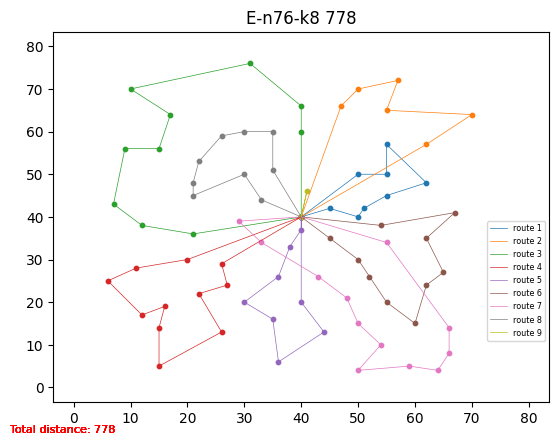 E-n76-k8 778
80
70
60
50
40
30
20
10
0
0 10 20 30 40 50 60 70 80
route 1
route 2
route 3
route 4
route 5
route 6
route 7
route 8
route 9
Total distance: 778